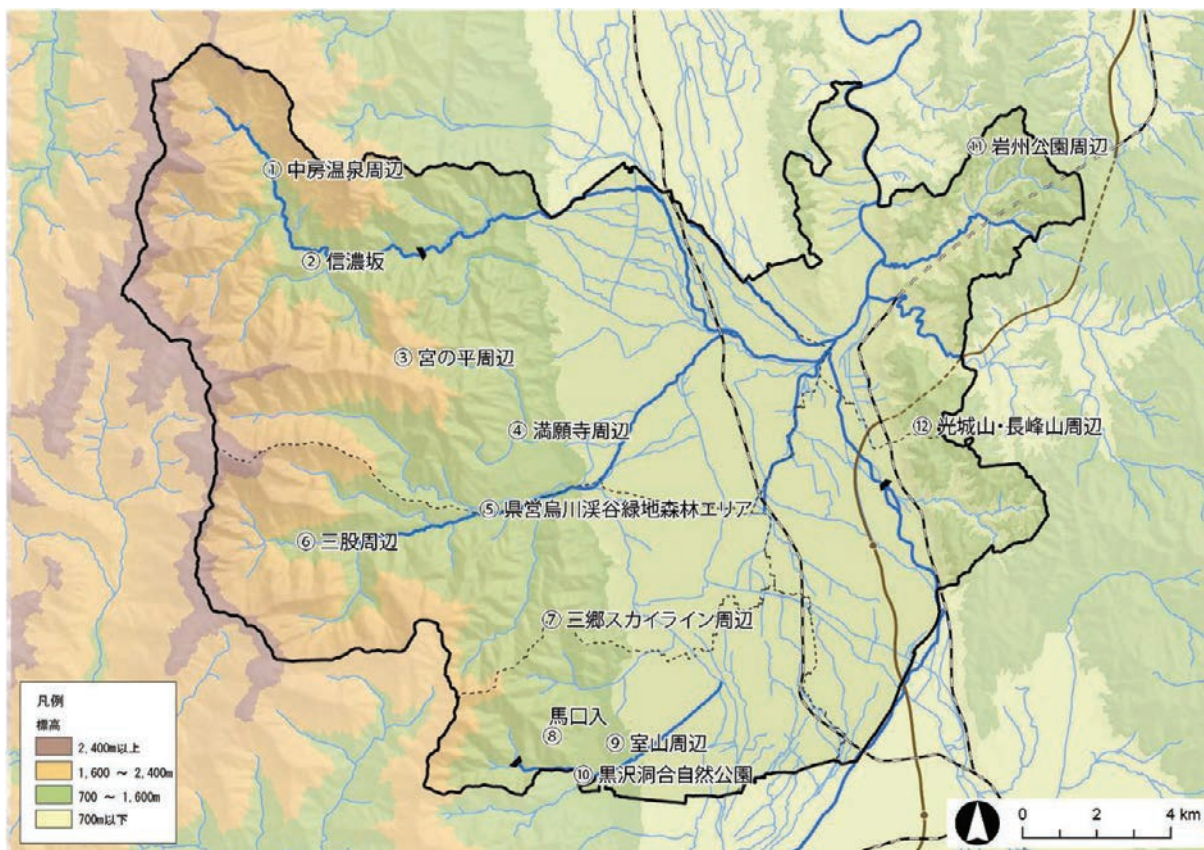 ① 中房温泉周辺
② 信濃坂
③ 宮の平周辺
④ 満願寺周辺
⑤ 県営烏川渓谷緑地森林エリア
⑥ 三股周辺
⑦ 三郷スカイライン周辺
馬口入
⑧
⑨ 室山周辺
⑩ 黒沢洞合自然公園
⑪ 岩州公園周辺
⑫ 光城山・長峰山周辺
凡例
標高
2,400m以上
1,600 ～ 2,400m
700 ～ 1,600m
700m以下
0 2 4 km